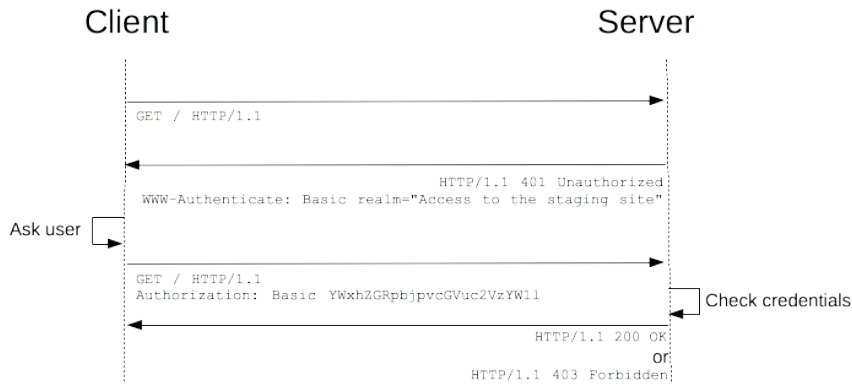 Client
Server
GET / HTTP/1.1
HTTP/1.1 401 Unauthorized
WWW-Authenticate: Basic realm="Access to the staging site"
Ask user
GET / HTTP/1.1
Authorization: Basic YWxhZGRpbjpvcGVuc2VzYW1l
Check credentials
HTTP/1.1 200 OK
or
HTTP/1.1 403 Forbidden